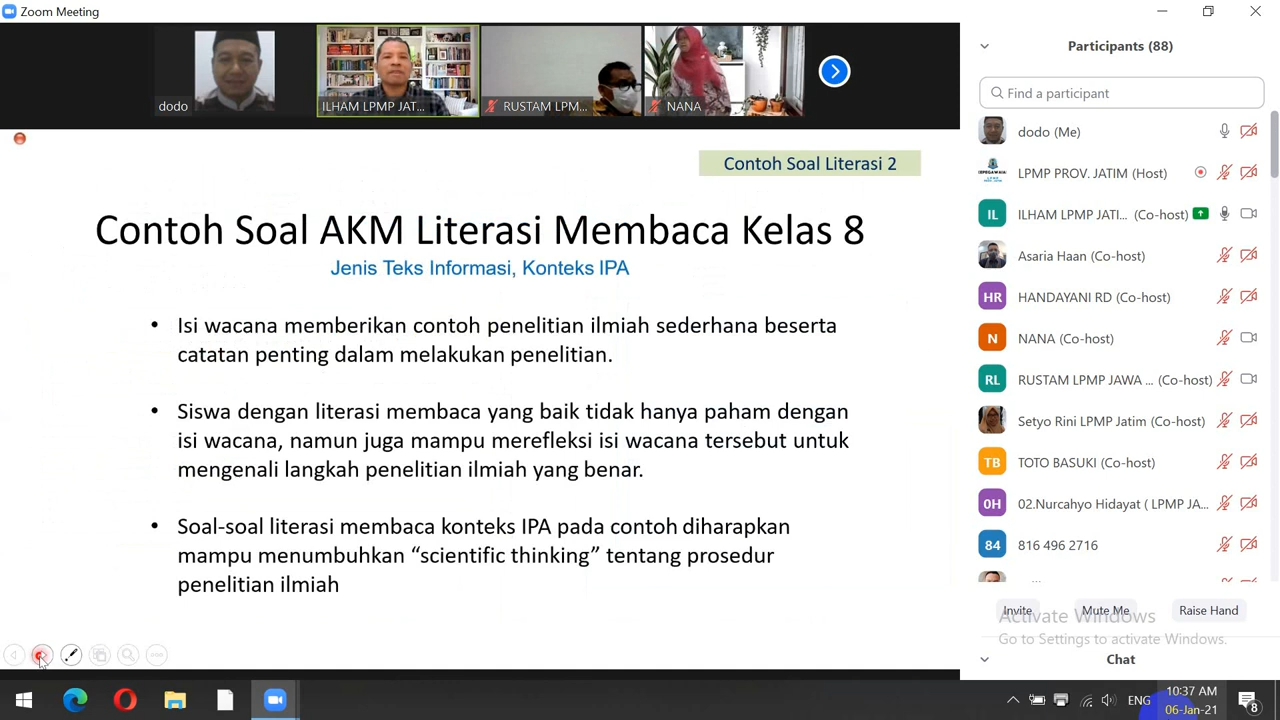 Zoom Meeting
dodo
ILHAM LPMP JAT...
RUSTAM LPM...
NANA
Contoh Soal Literasi 2
Contoh Soal AKM Literasi Membaca Kelas 8
Jenis Teks Informasi, Konteks IPA
• Isi wacana memberikan contoh penelitian ilmiah sederhana beserta
catatan penting dalam melakukan penelitian.
• Siswa dengan literasi membaca yang baik tidak hanya paham dengan
isi wacana, namun juga mampu merefleksi isi wacana tersebut untuk
mengenali langkah penelitian ilmiah yang benar.
• Soal-soal literasi membaca konteks IPA pada contoh diharapkan
mampu menumbuhkan “scientific thinking” tentang prosedur
penelitian ilmiah
Participants (88)
Find a participant
dodo (Me)
LPMP PROV. JATIM (Host)
IL ILHAM LPMP JATI... (Co-host)
Asaria Haan (Co-host)
HR HANDAYANI RD (Co-host)
N NANA (Co-host)
RL RUSTAM LPMP JAWA ... (Co-host)
Setyo Rini LPMP Jatim (Co-host)
TB TOTO BASUKI (Co-host)
0H 02.Nurcahyo Hidayat ( LPMP JA...
84 816 496 2716
Invite
Mute Me
Raise Hand
Activate Windows
Go to Settings to activate Windows.
Chat
ENG
10:37 AM
06-Jan-21
8